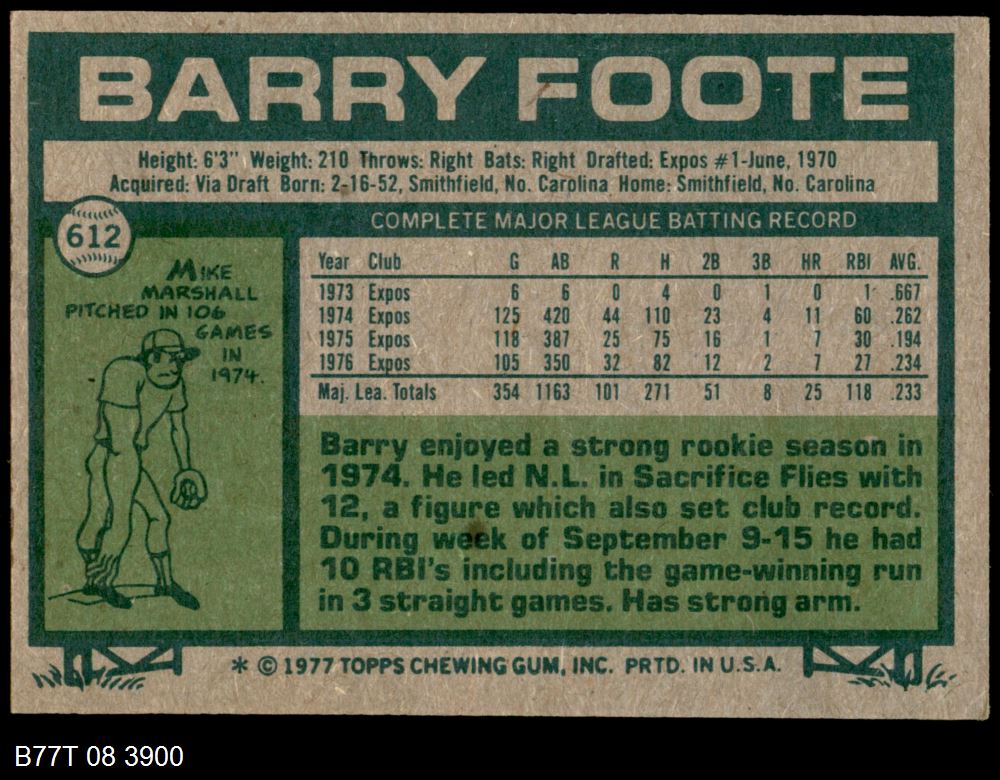 BARRY FOOTE
Height: 6'3" Weight: 210 Throws: Right Bats: Right Drafted: Expos #1-June, 1970
Acquired: Via Draft Born: 2-16-52, Smithfield, No. Carolina Home: Smithfield, No. Carolina
612
COMPLETE MAJOR LEAGUE BATTING RECORD
MIKE
MARSHALL
PITCHED IN 106
GAMES
IN
1974.
Year Club G AB R H 2B 3B HR RBI AVG.
1973 Expos 6 6 0 4 0 1 0 1 .667
1974 Expos 125 420 44 110 23 4 11 60 .262
1975 Expos 118 387 25 75 16 1 7 30 .194
1976 Expos 105 350 32 82 12 2 7 27 .234
Maj. Lea. Totals 354 1163 101 271 51 8 25 118 .233
Barry enjoyed a strong rookie season in
1974. He led N.L. in Sacrifice Flies with
12, a figure which also set club record.
During week of September 9-15 he had
10 RBI's including the game-winning run
in 3 straight games. Has strong arm.
* © 1977 TOPPS CHEWING GUM, INC. PRTD. IN U.S.A.
B77T 08 3900